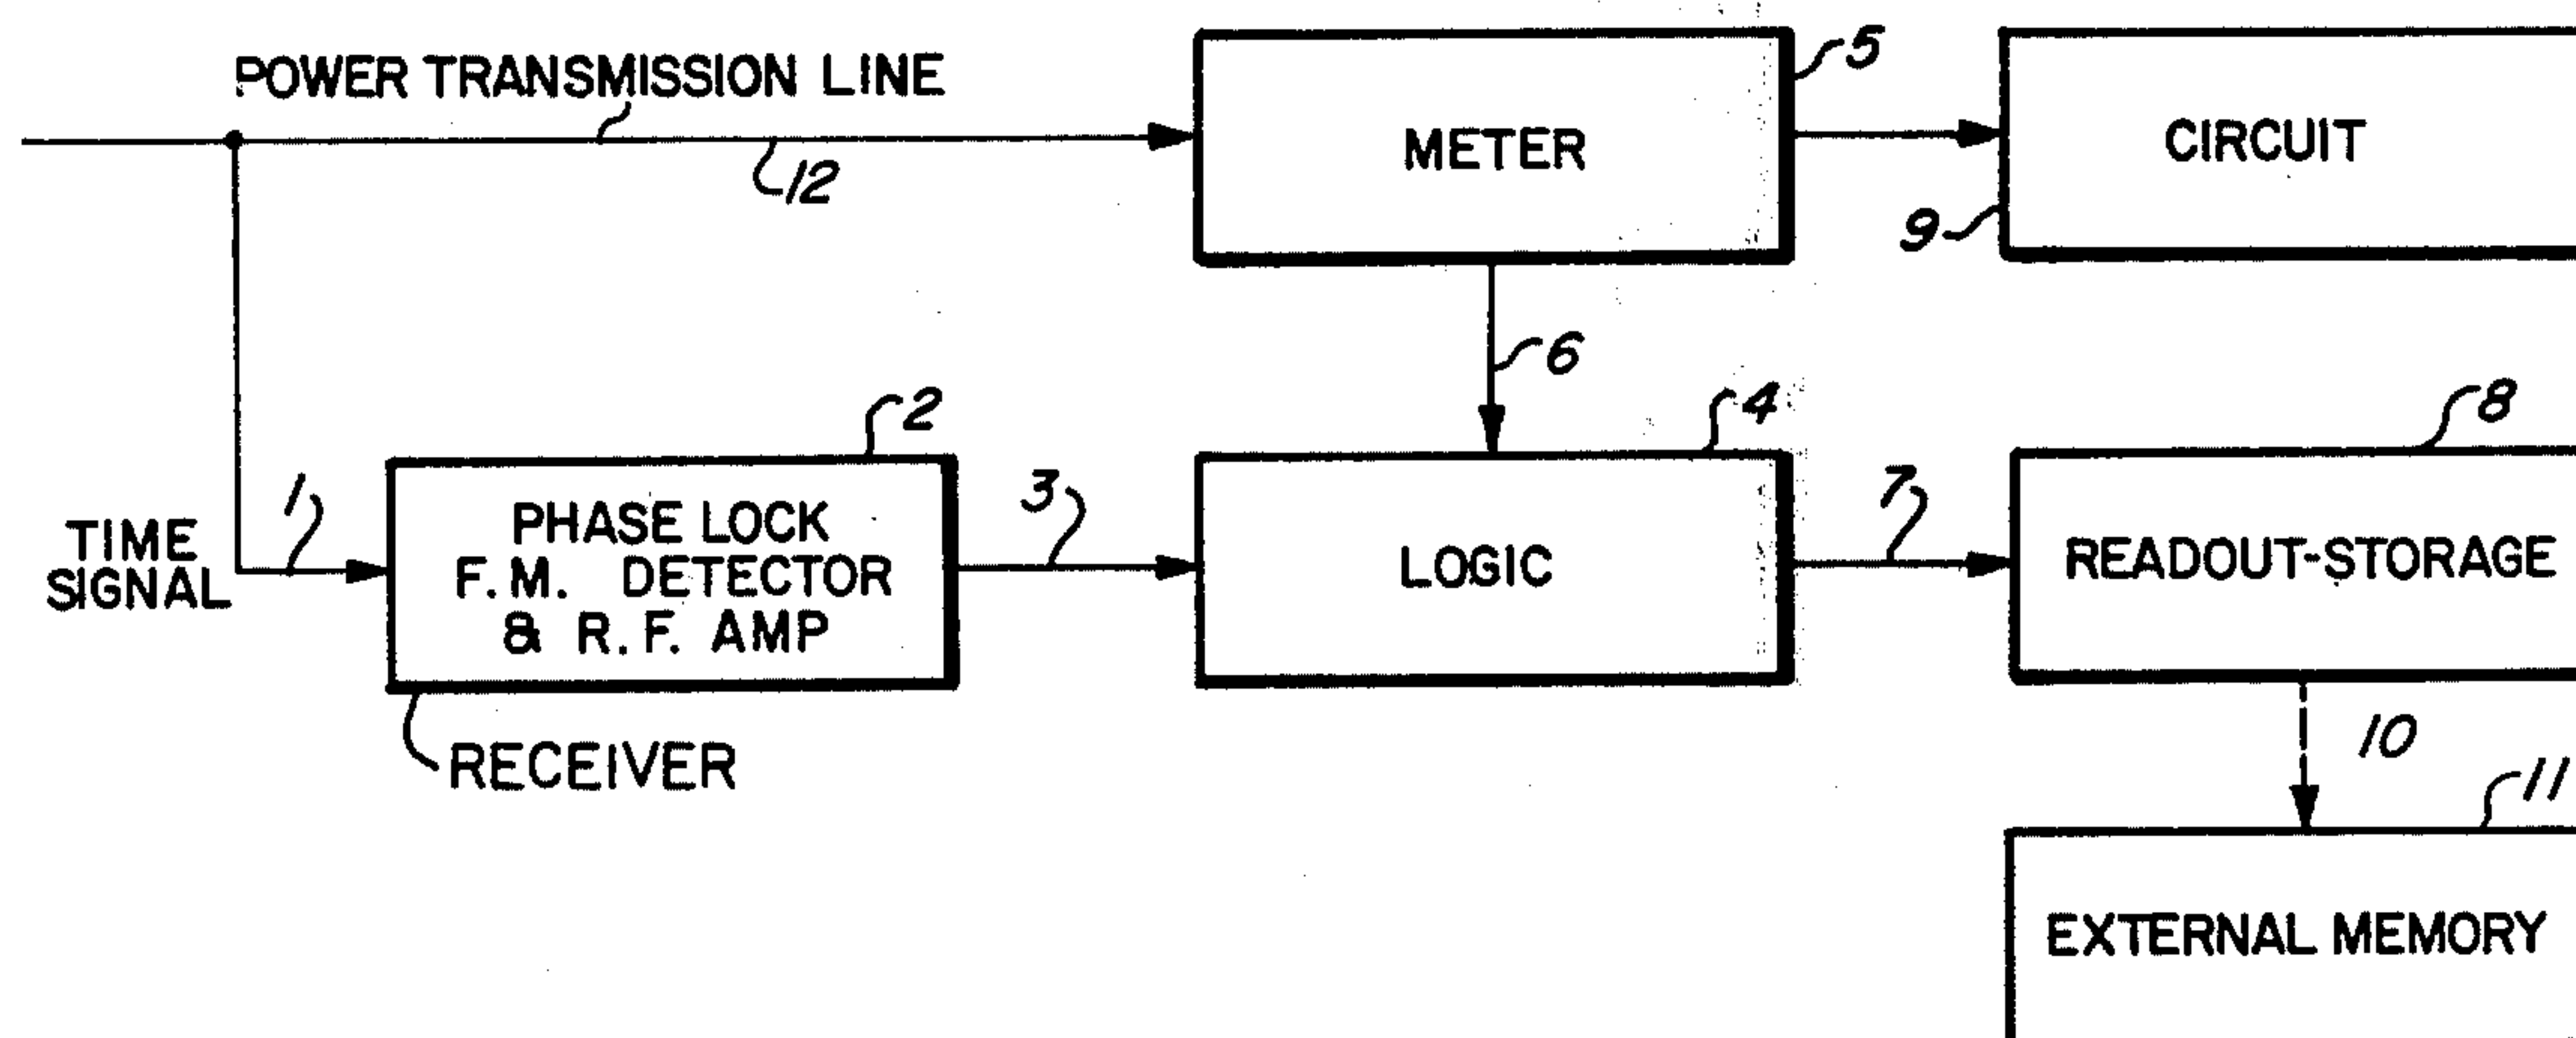 POWER TRANSMISSION LINE
12
METER
5
CIRCUIT
9
6
TIME
SIGNAL
1
2
PHASE LOCK
F.M. DETECTOR
& R.F. AMP
RECEIVER
3
4
LOGIC
7
8
READOUT-STORAGE
10
11
EXTERNAL MEMORY